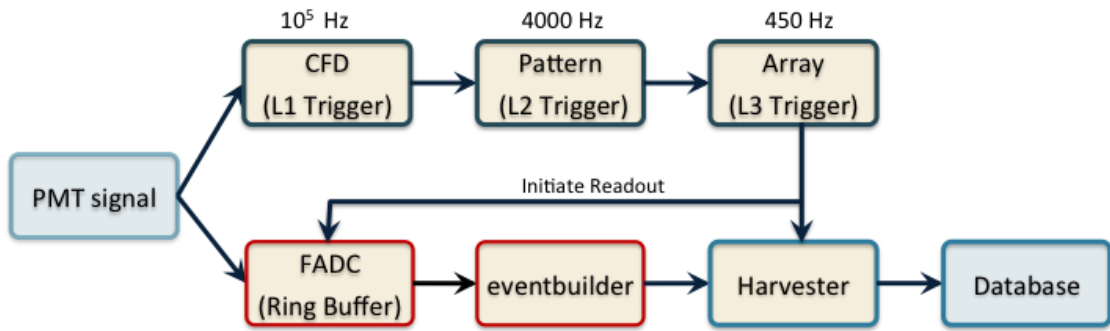 10⁵ Hz
4000 Hz
450 Hz
CFD
(L1 Trigger)
Pattern
(L2 Trigger)
Array
(L3 Trigger)
PMT signal
Initiate Readout
FADC
(Ring Buffer)
eventbuilder
Harvester
Database